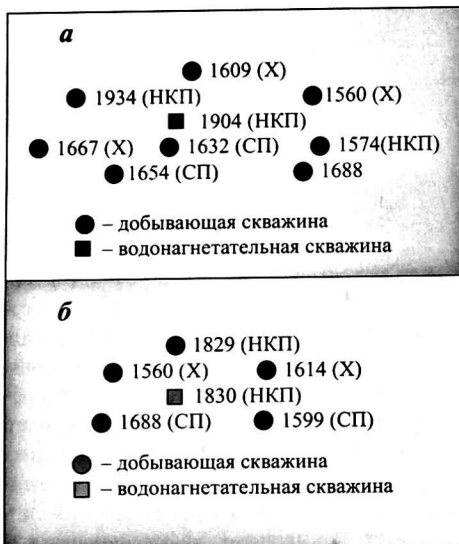 а
1609 (Х)
1934 (НКП)
1560 (Х)
1904 (НКП)
1667 (Х)
1632 (СП)
1574(НКП)
1654 (СП)
1688
– добывающая скважина
– водонагнетательная скважина
б
1829 (НКП)
1560 (Х)
1614 (Х)
1830 (НКП)
1688 (СП)
1599 (СП)
– добывающая скважина
– водонагнетательная скважина